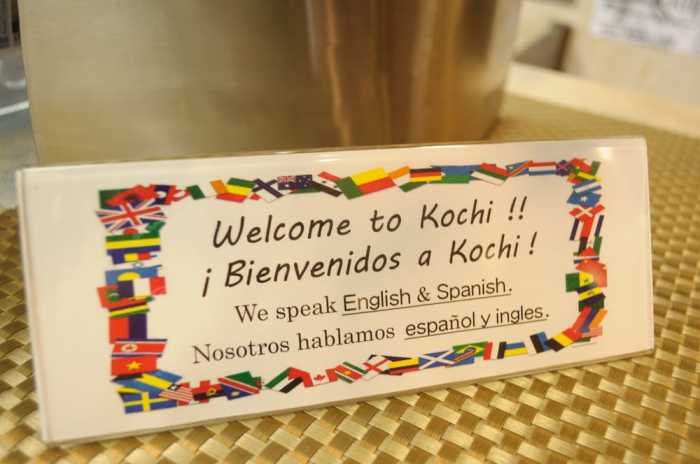 Welcome to Kochi !!
¡ Bienvenidos a Kochi !
We speak English & Spanish.
Nosotros hablamos español y ingles.